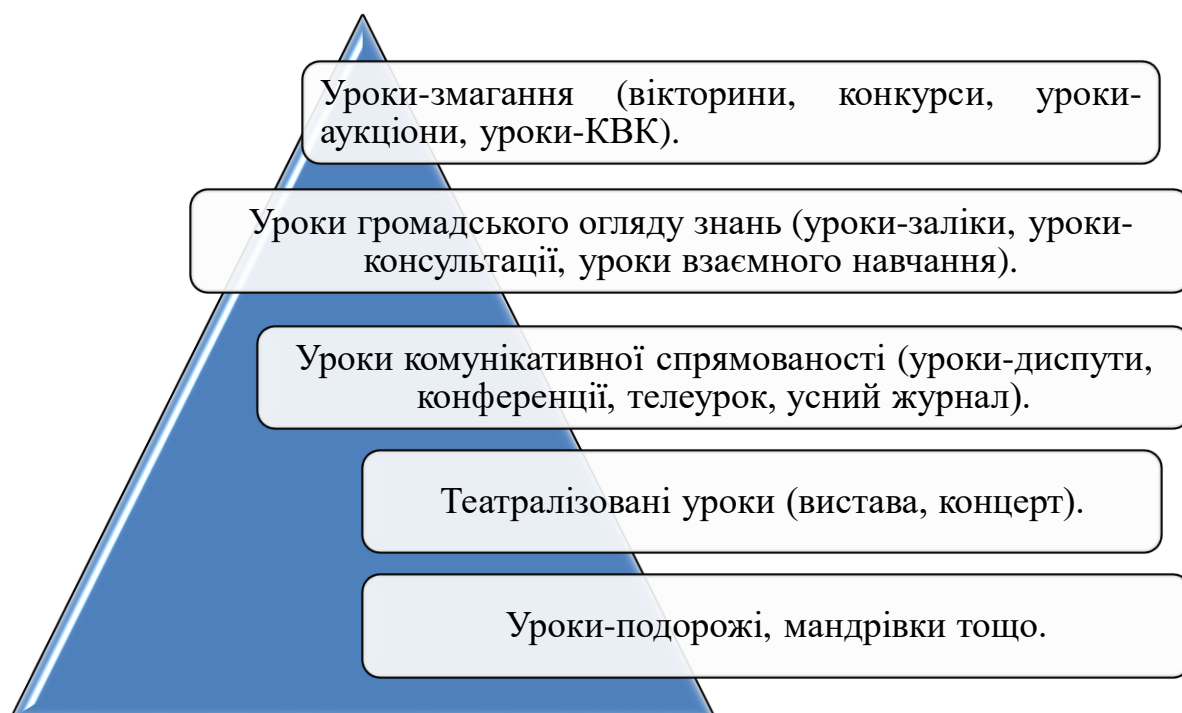 Уроки-змагання (вікторини, конкурси, уроки-
аукціони, уроки-КВК).
Уроки громадського огляду знань (уроки-заліки, уроки-
консультації, уроки взаємного навчання).
Уроки комунікативної спрямованості (уроки-диспути,
конференції, телеурок, усний журнал).
Театралізовані уроки (вистава, концерт).
Уроки-подорожі, мандрівки тощо.